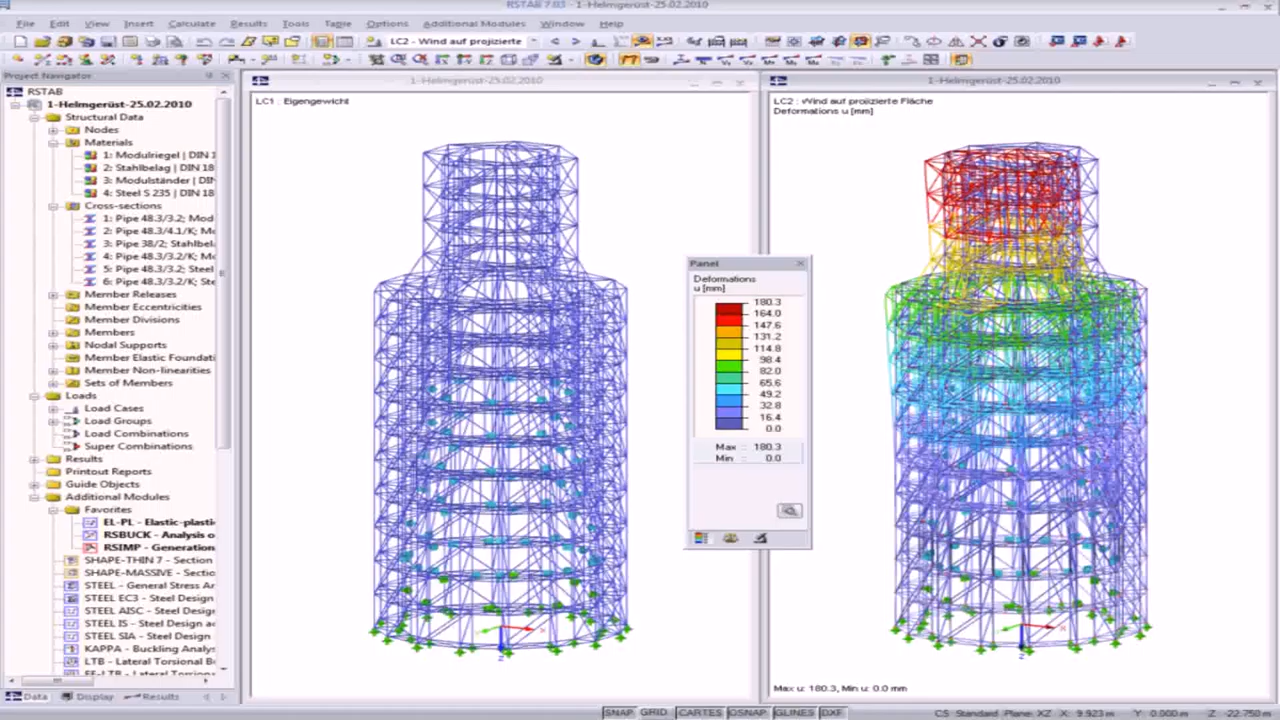 RSTAB 7.03 - 1-Helmgerüst-25.02.2010
File Edit View Insert Calculate Results Tools Table Options Additional Modules Window Help
LC2 - Wind auf projizierte
Project Navigator
RSTAB
1-Helmgerüst-25.02.2010
Structural Data
Nodes
Materials
1: Modulriegel | DIN 1
2: Stahlbelag | DIN 18
3: Modulständer | DIN
4: Steel S 235 | DIN 18
Cross-sections
1: Pipe 48.3/3.2; Mod
2: Pipe 48.3/4.1/K; Mo
3: Pipe 38/2; Stahlbela
4: Pipe 48.3/3.2/K; Mo
5: Pipe 48.3/3.2; Steel
6: Pipe 48.3/3.2/K; Ste
Member Releases
Member Eccentricities
Member Divisions
Members
Nodal Supports
Member Elastic Foundati
Member Non-linearities
Sets of Members
Loads
Load Cases
Load Groups
Load Combinations
Super Combinations
Results
Printout Reports
Guide Objects
Additional Modules
Favorites
EL-PL - Elastic-plastic
RSBUCK - Analysis o
RSIMP - Generation
SHAPE-THIN 7 - Section
SHAPE-MASSIVE - Sectio
STEEL - General Stress Ar
STEEL EC3 - Steel Design
STEEL AISC - Steel Design
STEEL IS - Steel Design ac
STEEL SIA - Steel Design
KAPPA - Buckling Analys
LTB - Lateral Torsional B
FE-LTB - Lateral Torsional
Data Display Results
1-Helmgerüst-25.02.2010
LC1 : Eigengewicht
Panel
Deformations
u [mm]
180.3
164.0
147.6
131.2
114.8
98.4
82.0
65.6
49.2
32.8
16.4
0.0
Max : 180.3
Min : 0.0
1-Helmgerüst-25.02.2010
LC2 : Wind auf projizierte Fläche
Deformations u [mm]
Max u: 180.3, Min u: 0.0 mm
SNAP GRID CARTES OSNAP GLINES DXF CS: Standard Plane: XZ X: 9.923 m Y: 0.000 m Z: -22.750 m